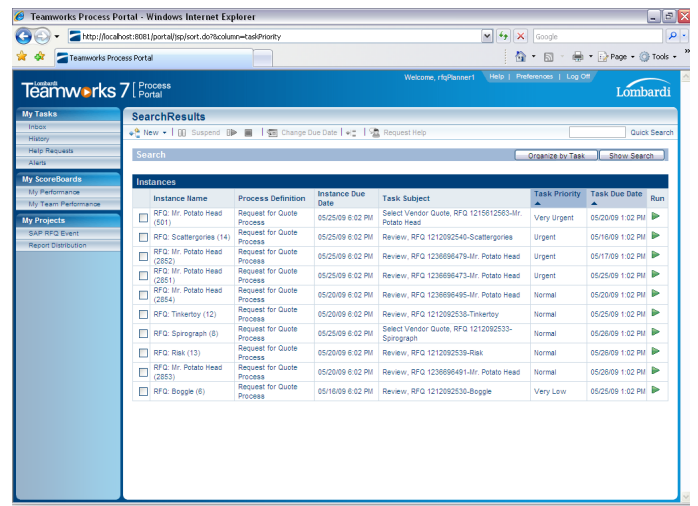 Teamworks Process Portal - Windows Internet Explorer
http://localhost:8081/portal/jsp/sort.do?&column=taskPriority
Google
Teamworks Process Portal
Page Tools
Welcome, rfqPlanner1 Help | Preferences | Log Off
Lombardi Teamworks 7 [ Process Portal
Lombardi
My Tasks
Inbox
History
Help Requests
Alerts
My ScoreBoards
My Performance
My Team Performance
My Projects
SAP RFQ Event
Report Distribution
SearchResults
New | Suspend | Change Due Date | Request Help
Quick Search
Search
Organize by Task Show Search
Instances
Instance Name Process Definition Instance Due Date Task Subject Task Priority Task Due Date Run
RFQ: Mr. Potato Head (501) Request for Quote Process 05/25/09 6:02 PM Select Vendor Quote, RFQ 1215612563-Mr. Potato Head Very Urgent 05/20/09 1:02 PM
RFQ: Scattergories (14) Request for Quote Process 05/25/09 6:02 PM Review, RFQ 1212092540-Scattergories Urgent 05/16/09 1:02 PM
RFQ: Mr. Potato Head (2852) Request for Quote Process 05/25/09 6:02 PM Review, RFQ 1236696479-Mr. Potato Head Urgent 05/17/09 1:02 PM
RFQ: Mr. Potato Head (2851) Request for Quote Process 05/25/09 6:02 PM Review, RFQ 1236696473-Mr. Potato Head Urgent 05/25/09 1:02 PM
RFQ: Mr. Potato Head (2854) Request for Quote Process 05/20/09 6:02 PM Review, RFQ 1236696495-Mr. Potato Head Normal 05/20/09 1:02 PM
RFQ: Tinkertoy (12) Request for Quote Process 05/20/09 6:02 PM Review, RFQ 1212092538-Tinkertoy Normal 05/20/09 1:02 PM
RFQ: Spirograph (8) Request for Quote Process 05/25/09 6:02 PM Select Vendor Quote, RFQ 1212092533-Spirograph Normal 05/26/09 1:02 PM
RFQ: Risk (13) Request for Quote Process 05/20/09 6:02 PM Review, RFQ 1212092539-Risk Normal 05/26/09 1:02 PM
RFQ: Mr. Potato Head (2853) Request for Quote Process 05/20/09 6:02 PM Review, RFQ 1236696491-Mr. Potato Head Normal 05/26/09 1:02 PM
RFQ: Boggle (6) Request for Quote Process 05/16/09 6:02 PM Review, RFQ 1212092530-Boggle Very Low 05/25/09 1:02 PM